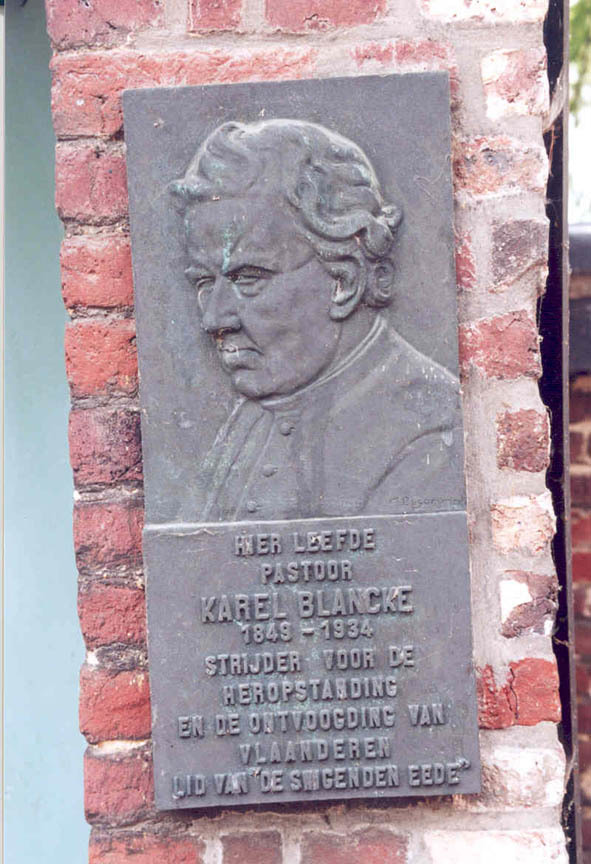 HIER LEEFDE
PASTOOR
KAREL BLANCKE
1849 - 1934
STRIJDER VOOR DE
HEROPSTANDING
EN DE ONTVOOGDING VAN
VLAANDEREN
LID VAN "DE SWIGENDEN EEDE"